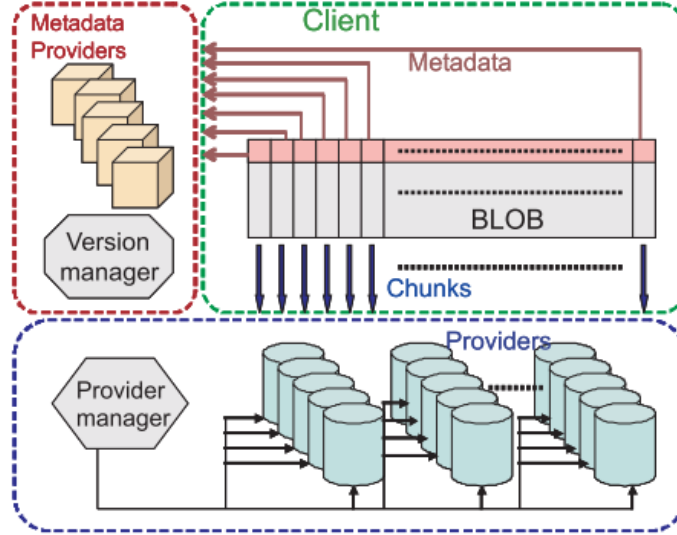 Metadata
Providers
Client
Metadata
BLOB
Version
manager
Chunks
Providers
Provider
manager